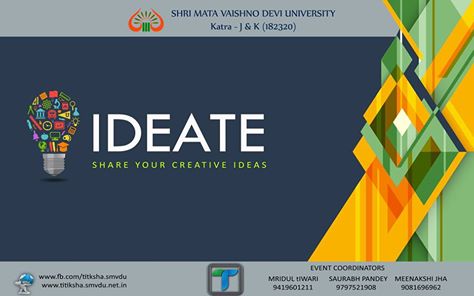 SHRI MATA VAISHNO DEVI UNIVERSITY
Katra - J & K (182320)
IDEATE
SHARE YOUR CREATIVE IDEAS
www.fb.com/titksha.smvdu
www.titiksha.smvdu.net.in
EVENT COORDINATORS
MRIDUL tIWARI SAURABH PANDEY MEENAKSHI JHA
9419601211 9797521908 9081696962